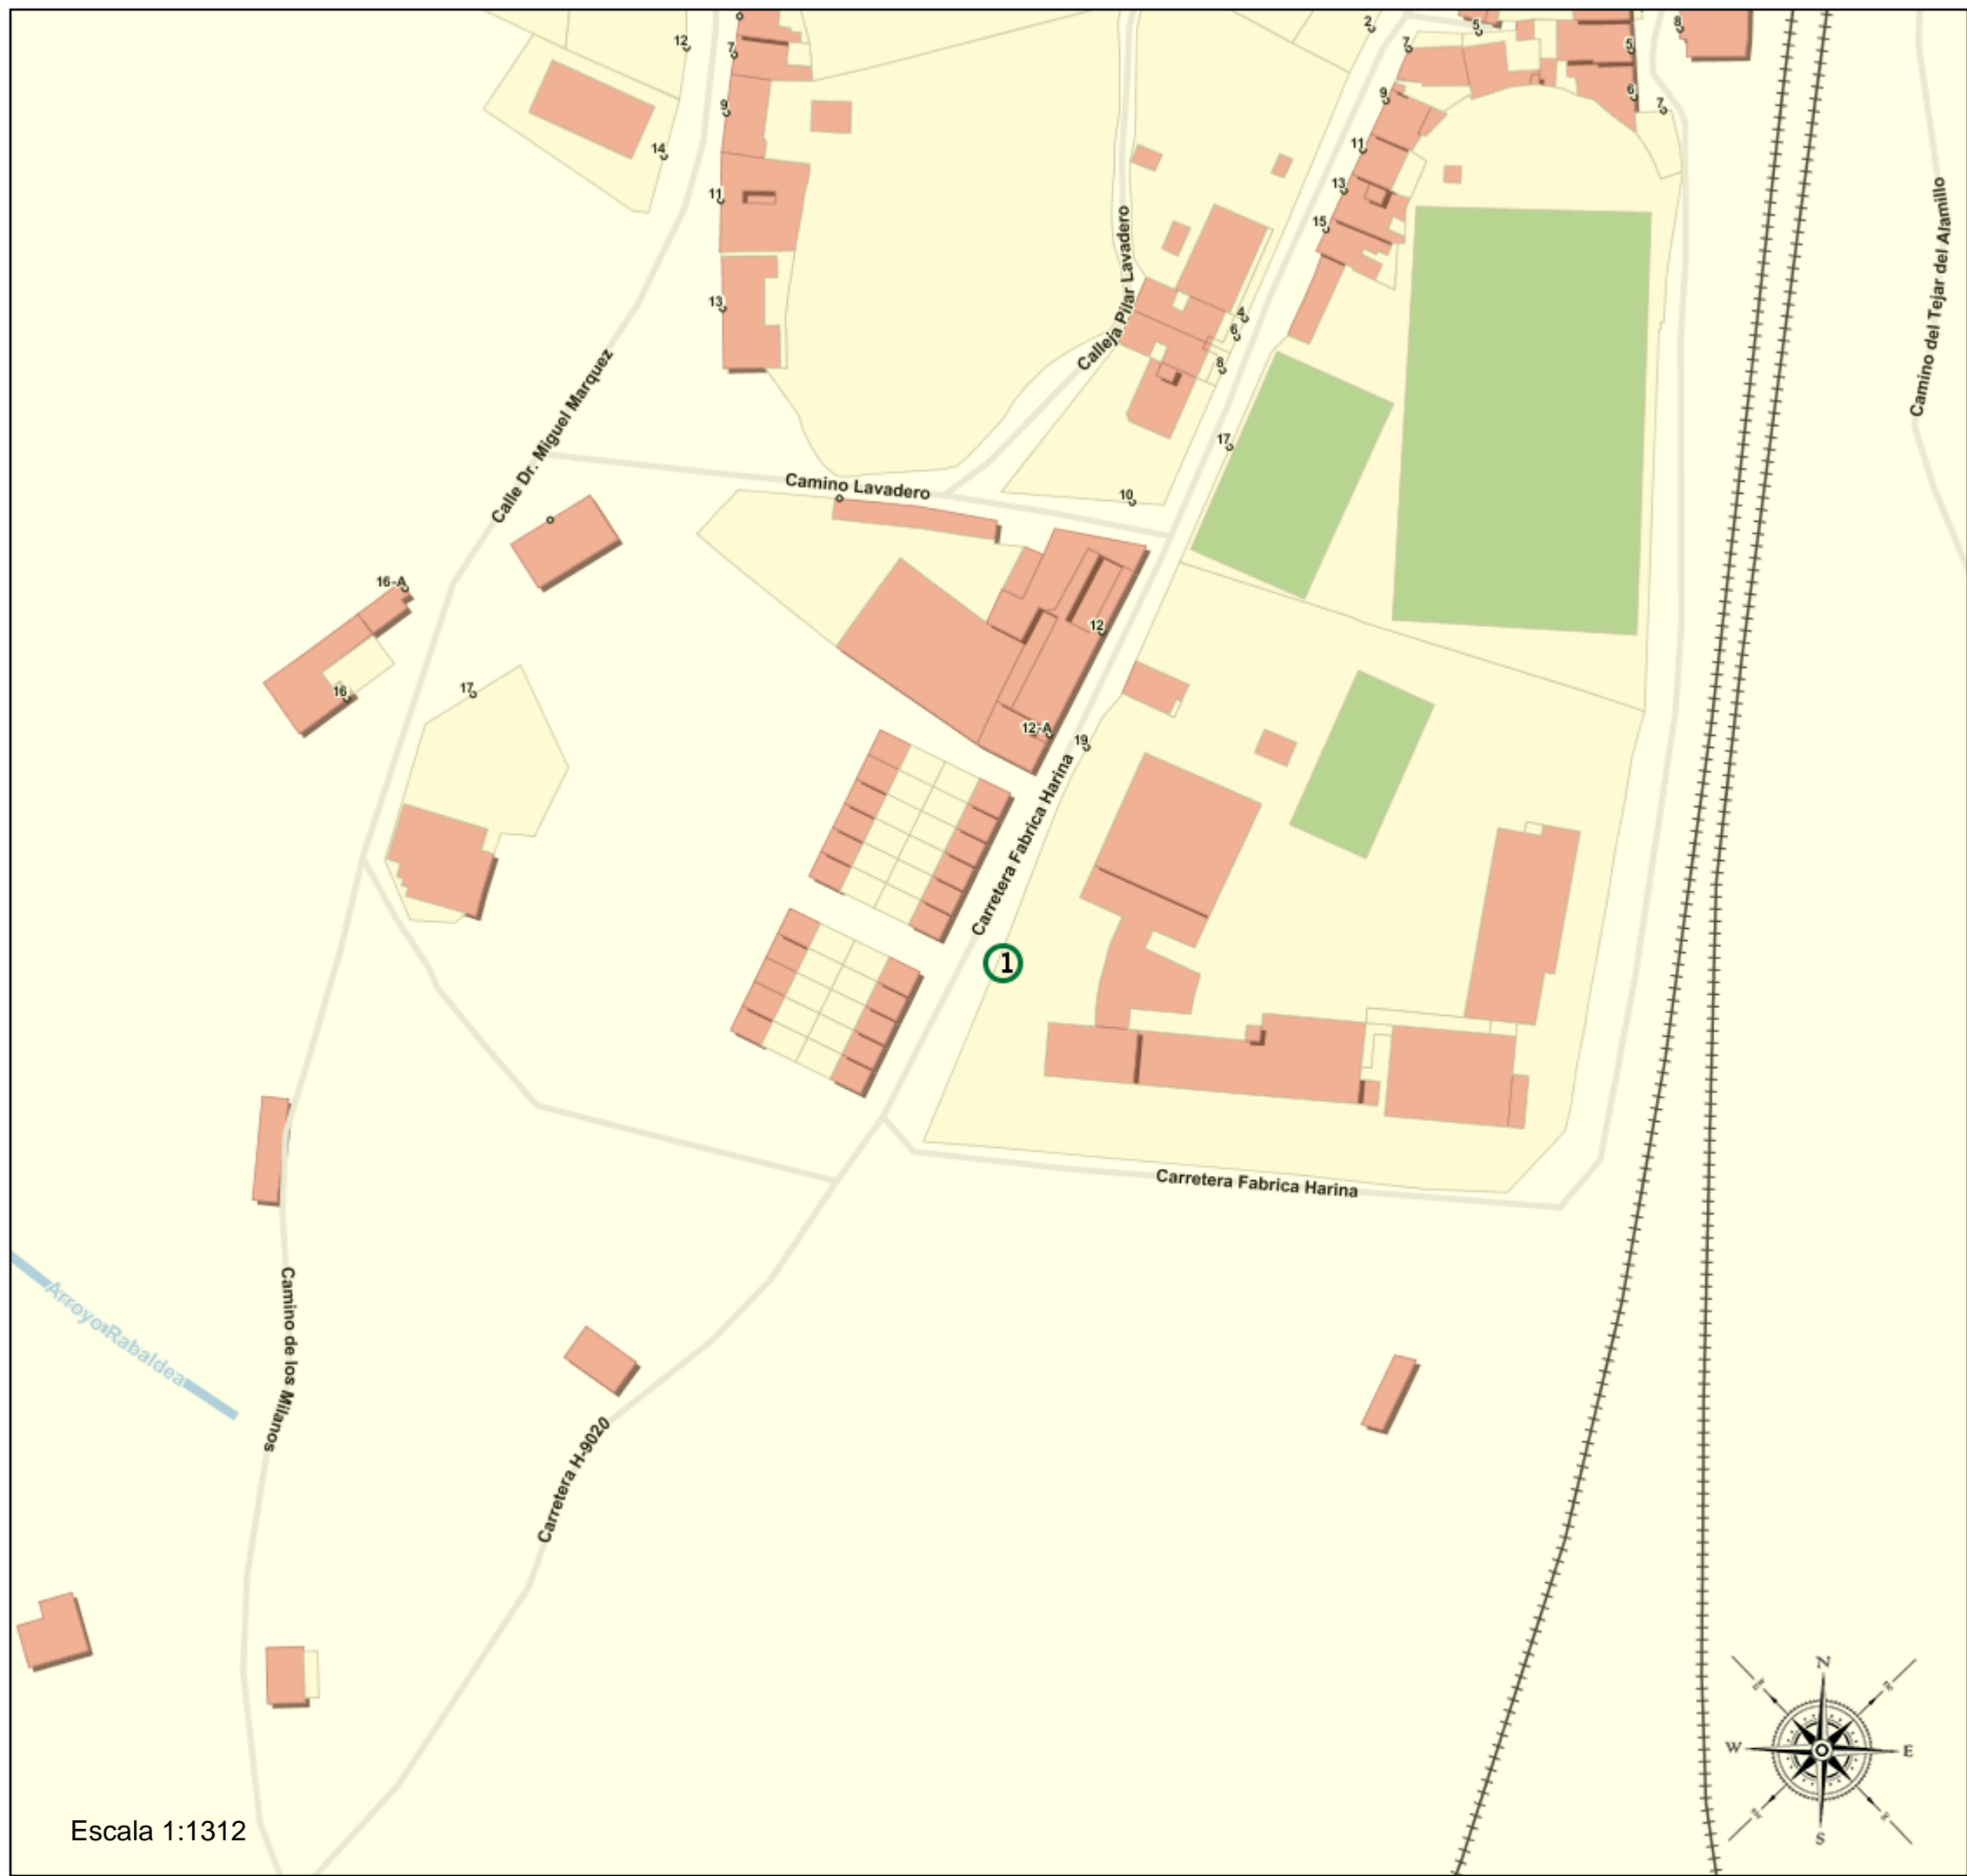 12
7
2
7
5
5
8
9
9
6
7
14
11
11
13
15
13
4
6
8
Calleja Pilar Lavadero
Camino del Tejar del Alamillo
Calle Dr. Miguel Marquez
17
Camino Lavadero
10
16-A
12
16
17
12-A
19
Carretera Fabrica Harina
1
Carretera Fabrica Harina
Arroyo Rabaldea
Camino de los Milanos
Carretera H-9020
N
W
E
S
Escala 1:1312